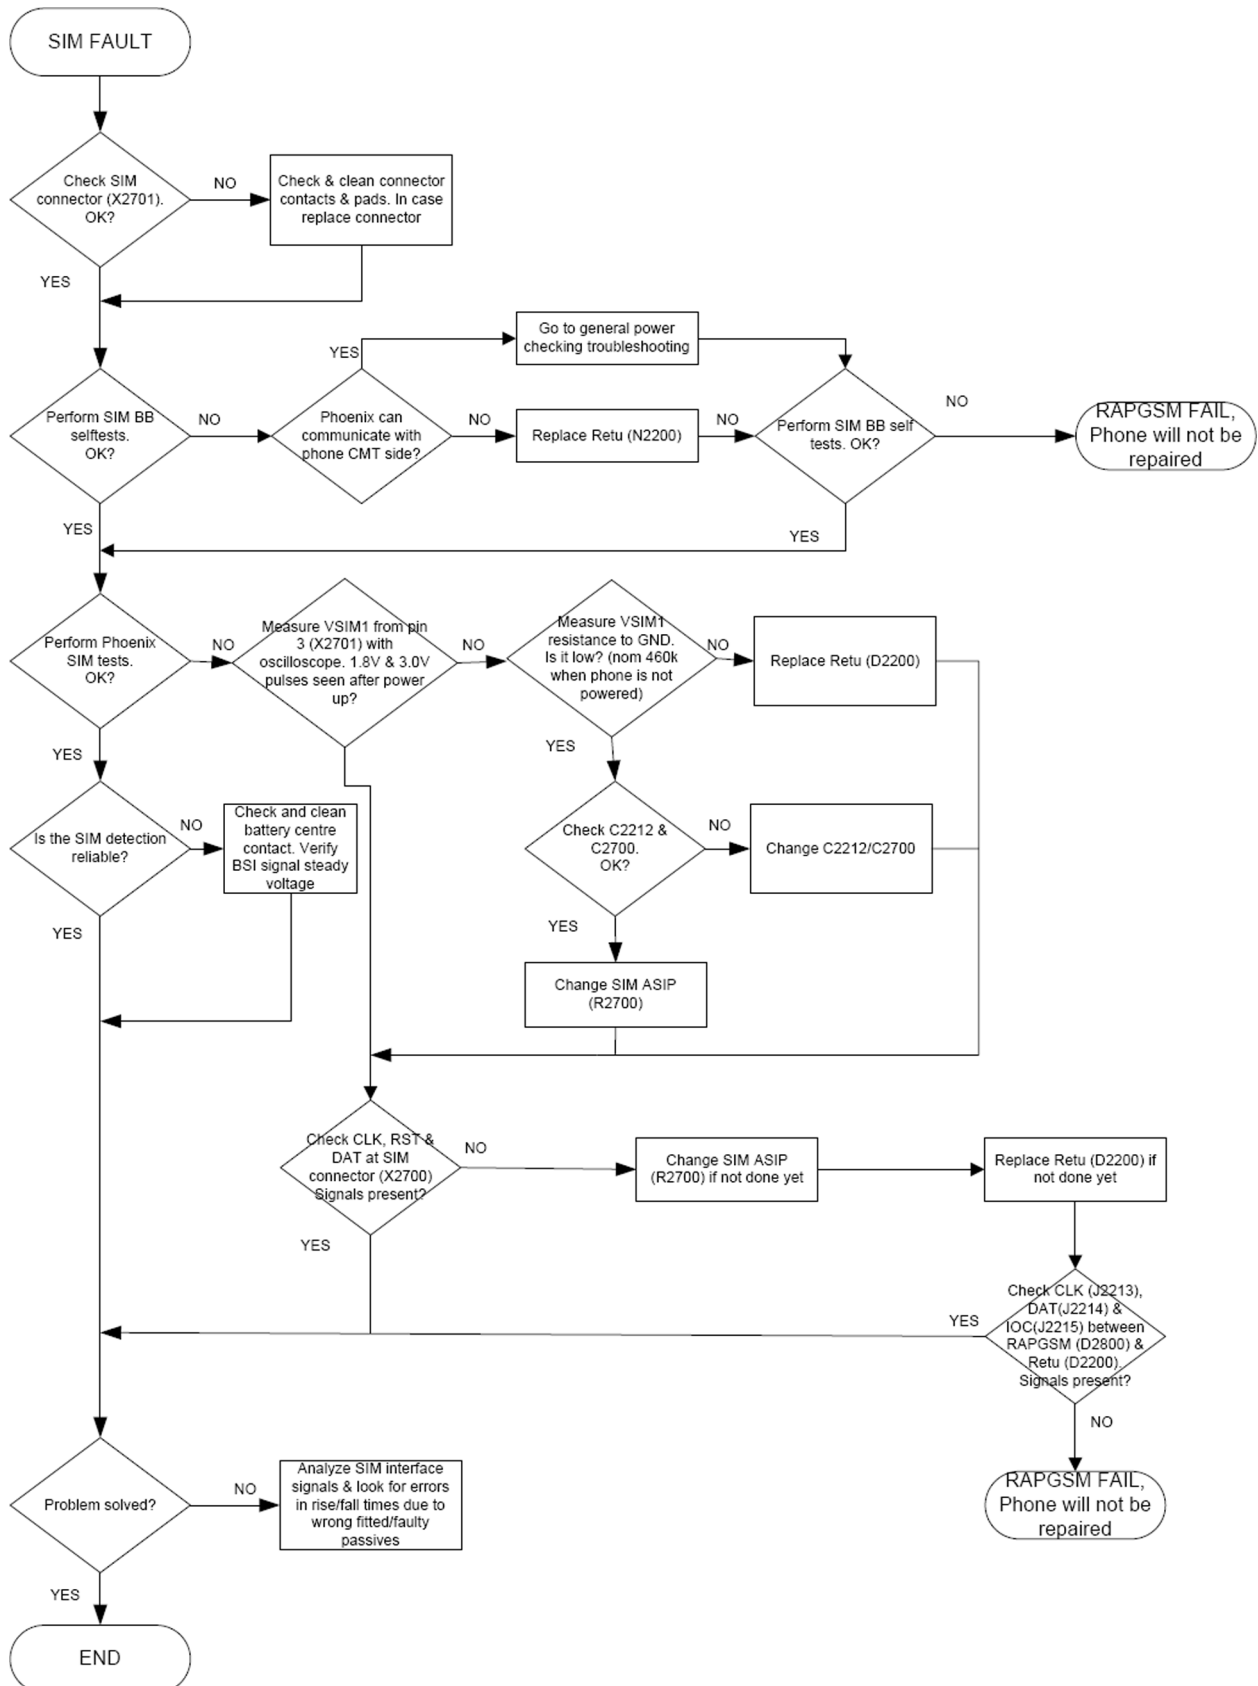 SIM FAULT
Check SIM
connector (X2701).
OK?
NO
Check & clean connector
contacts & pads. In case
replace connector
YES
Go to general power
checking troubleshooting
YES
Perform SIM BB
selftests.
OK?
NO
Phoenix can
communicate with
phone CMT side?
NO
Replace Retu (N2200)
NO
Perform SIM BB self
tests. OK?
NO
RAPGSM FAIL,
Phone will not be
repaired
YES
YES
Perform Phoenix
SIM tests.
OK?
NO
Measure VSIM1 from pin
3 (X2701) with
oscilloscope. 1.8V & 3.0V
pulses seen after power
up?
NO
Measure VSIM1
resistance to GND.
Is it low? (nom 460k
when phone is not
powered)
NO
Replace Retu (D2200)
YES
YES
Is the SIM detection
reliable?
NO
Check and clean
battery centre
contact. Verify
BSI signal steady
voltage
Check C2212 &
C2700.
OK?
NO
Change C2212/C2700
YES
YES
Change SIM ASIP
(R2700)
Check CLK, RST &
DAT at SIM
connector (X2700)
Signals present?
NO
Change SIM ASIP
(R2700) if not done yet
Replace Retu (D2200) if
not done yet
YES
Check CLK (J2213),
DAT(J2214) &
IOC(J2215) between
RAPGSM (D2800) &
Retu (D2200).
Signals present?
YES
NO
RAPGSM FAIL,
Phone will not be
repaired
Problem solved?
NO
Analyze SIM interface
signals & look for errors
in rise/fall times due to
wrong fitted/faulty
passives
YES
END